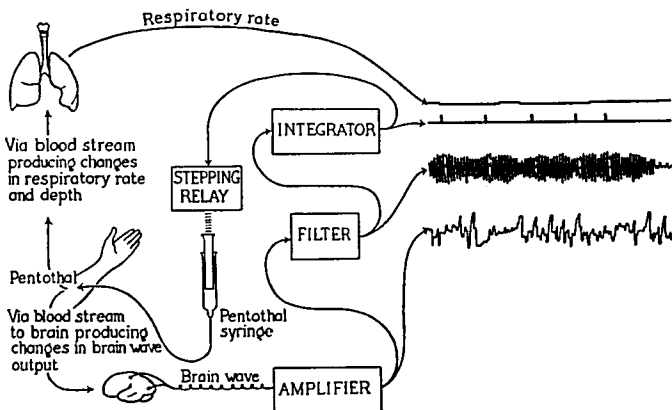 Respiratory rate
INTEGRATOR
Via blood stream
producing changes
in respiratory rate
and depth
STEPPING
RELAY
FILTER
Pentothal
Pentothal
syringe
Via blood stream
to brain producing
changes in brain wave
output
Brain wave
AMPLIFIER